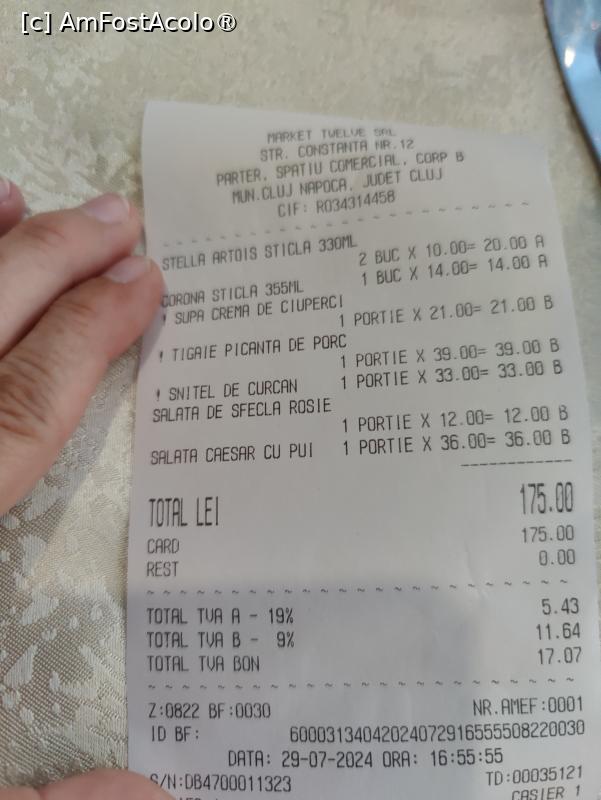 [c] AmFostAcolo®
MARKET TWELVE SRL
STR. CONSTANTA NR.12
PARTER, SPATIU COMERCIAL, CORP B
MUN.CLUJ NAPOCA, JUDET CLUJ
CIF: RO34314458
STELLA ARTOIS STICLA 330ML
2 BUC X 10.00= 20.00 A
CORONA STICLA 355ML 1 BUC X 14.00= 14.00 A
! SUPA CREMA DE CIUPERCI
1 PORTIE X 21.00= 21.00 B
! TIGAIE PICANTA DE PORC
1 PORTIE X 39.00= 39.00 B
! SNITEL DE CURCAN 1 PORTIE X 33.00= 33.00 B
SALATA DE SFECLA ROSIE
1 PORTIE X 12.00= 12.00 B
SALATA CAESAR CU PUI 1 PORTIE X 36.00= 36.00 B
TOTAL LEI 175.00
CARD 175.00
REST 0.00
TOTAL TVA A - 19% 5.43
TOTAL TVA B - 9% 11.64
TOTAL TVA BON 17.07
Z:0822 BF:0030 NR.AMEF:0001
ID BF: 60003134042024072916555508220030
DATA: 29-07-2024 ORA: 16:55:55
S/N:DB4700011323 TD:00035121
CASIER 1